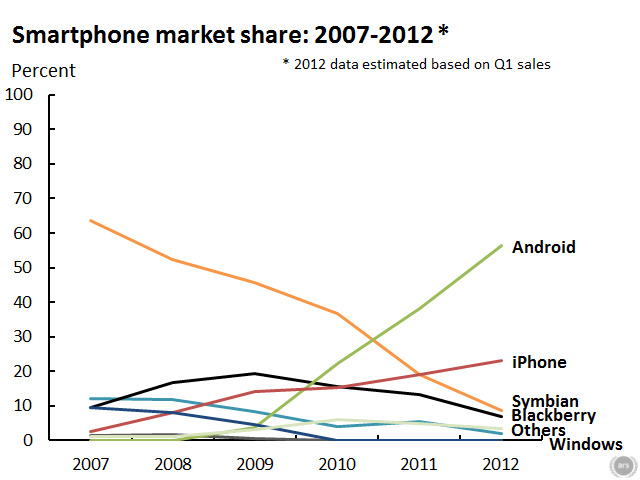 Smartphone market share: 2007-2012 *
* 2012 data estimated based on Q1 sales
Percent
100
90
80
70
60
50
40
30
20
10
0
Android
iPhone
Symbian
Blackberry
Others
Windows
2007 2008 2009 2010 2011 2012
ars